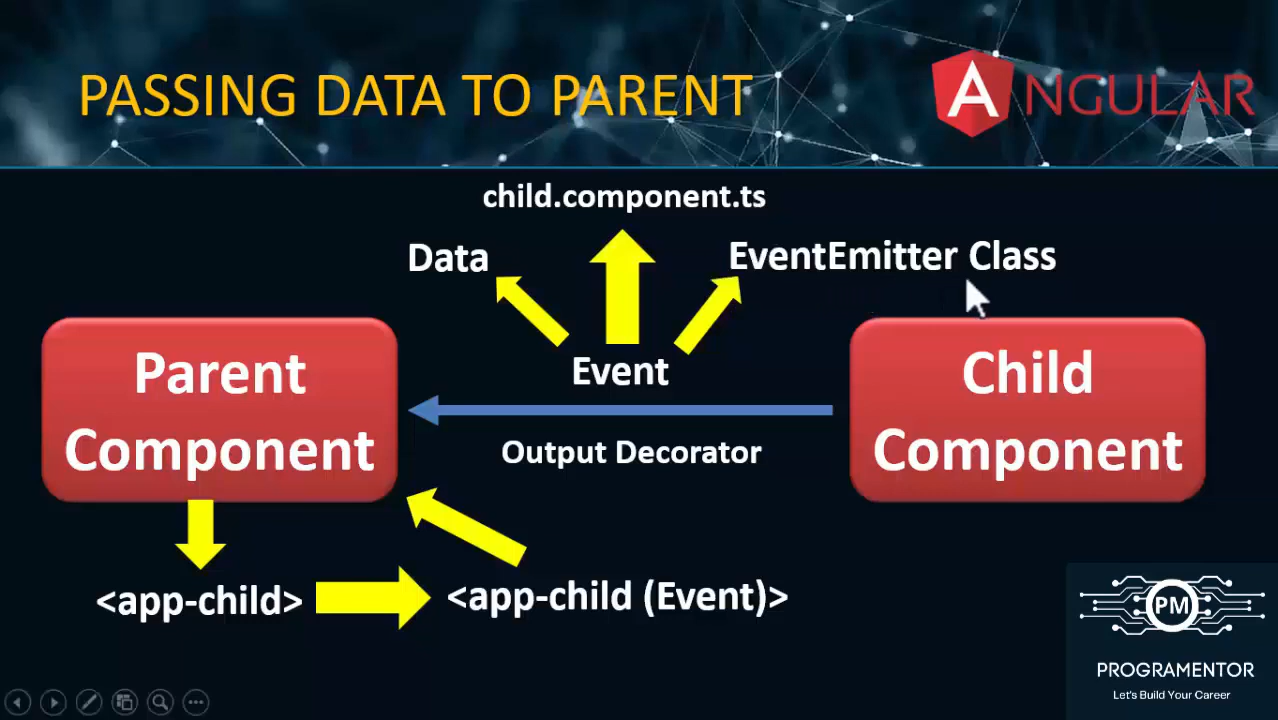 PASSING DATA TO PARENT
ANGULAR
child.component.ts
Data
EventEmitter Class
Parent
Component
Event
Output Decorator
Child
Component
<app-child>
<app-child (Event)>
PM
PROGRAMENTOR
Let's Build Your Career